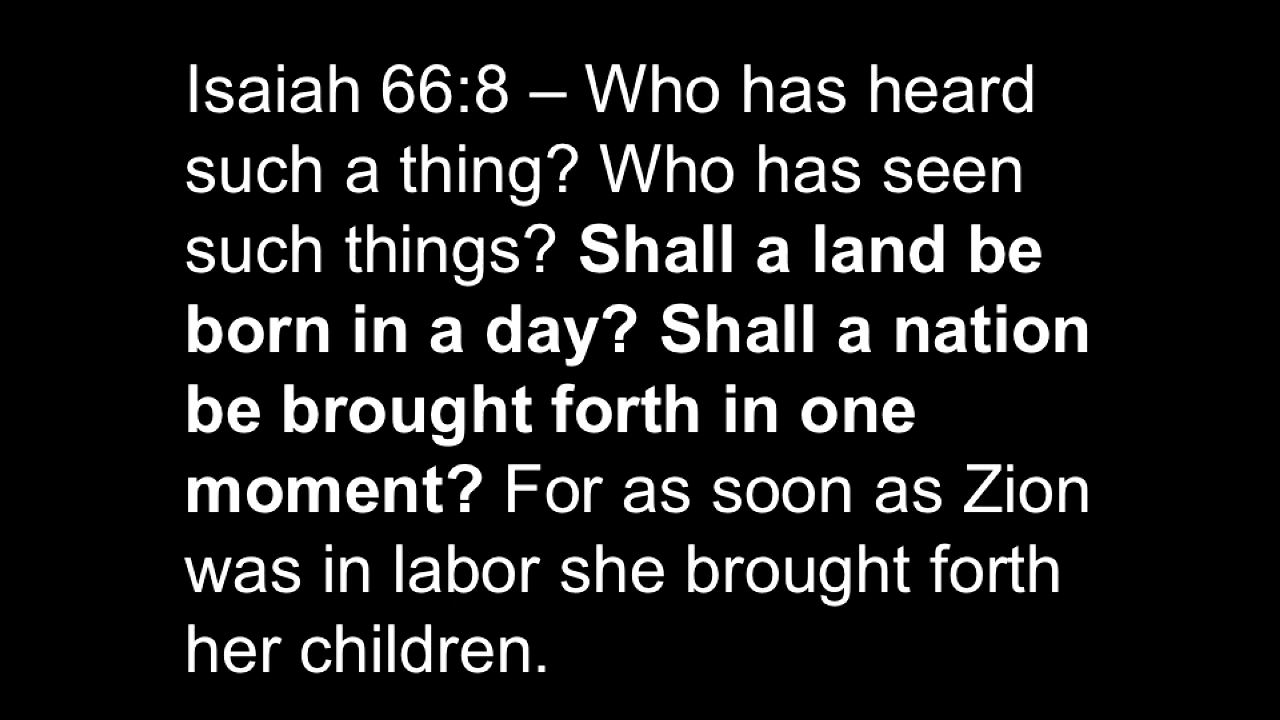 Isaiah 66:8 – Who has heard
such a thing? Who has seen
such things? Shall a land be
born in a day? Shall a nation
be brought forth in one
moment? For as soon as Zion
was in labor she brought forth
her children.